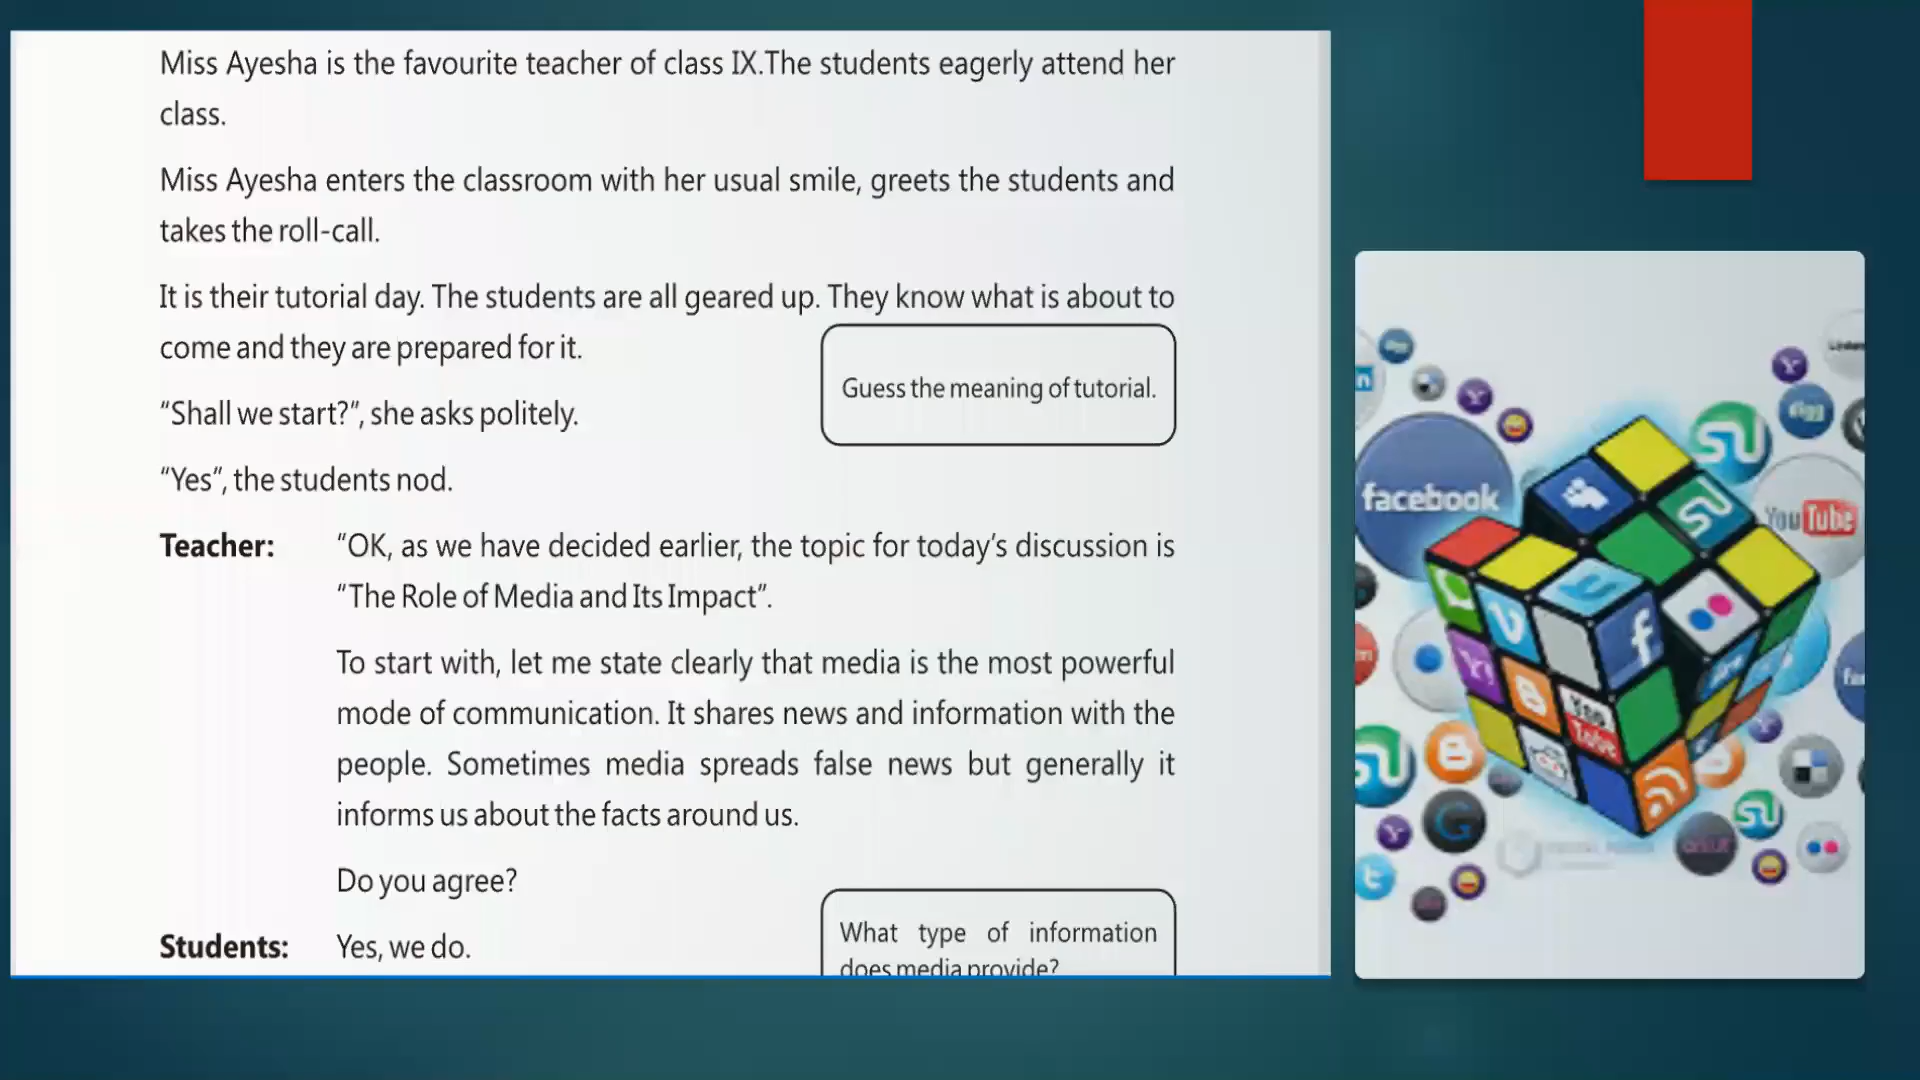 Miss Ayesha is the favourite teacher of class IX.The students eagerly attend her
class.
Miss Ayesha enters the classroom with her usual smile, greets the students and
takes the roll-call.
It is their tutorial day. The students are all geared up. They know what is about to
come and they are prepared for it.
Guess the meaning of tutorial.
“Shall we start?”, she asks politely.
“Yes”, the students nod.
Teacher: “OK, as we have decided earlier, the topic for today’s discussion is
“The Role of Media and Its Impact”.
To start with, let me state clearly that media is the most powerful
mode of communication. It shares news and information with the
people. Sometimes media spreads false news but generally it
informs us about the facts around us.
Do you agree?
Students: Yes, we do.
What type of information
does media provide?
facebook
YouTube
digg
You
Tube
orkut